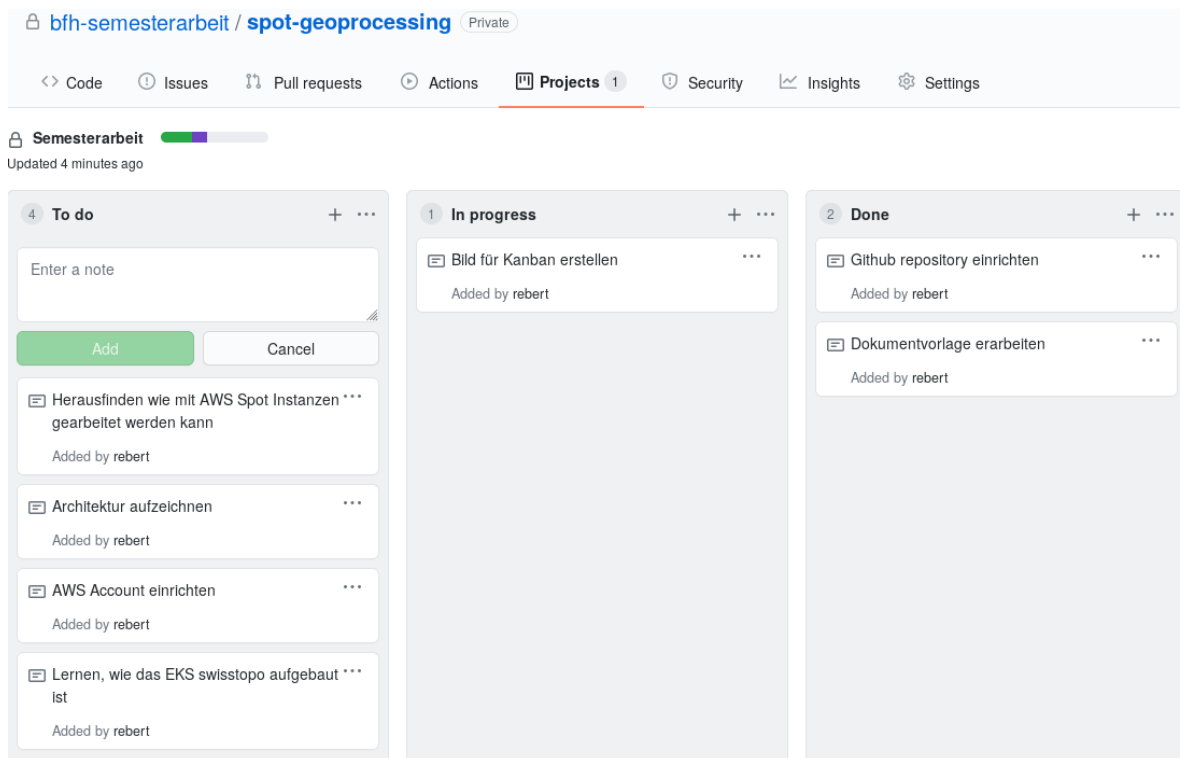 bfh-semesterarbeit / spot-geoprocessing Private
Code Issues Pull requests Actions Projects 1 Security Insights Settings
Semesterarbeit
Updated 4 minutes ago
4 To do
Enter a note
Add Cancel
Herausfinden wie mit AWS Spot Instanzen
gearbeitet werden kann
Added by rebert
Architektur aufzeichnen
Added by rebert
AWS Account einrichten
Added by rebert
Lernen, wie das EKS swisstopo aufgebaut
ist
Added by rebert
1 In progress
Bild für Kanban erstellen
Added by rebert
2 Done
Github repository einrichten
Added by rebert
Dokumentvorlage erarbeiten
Added by rebert